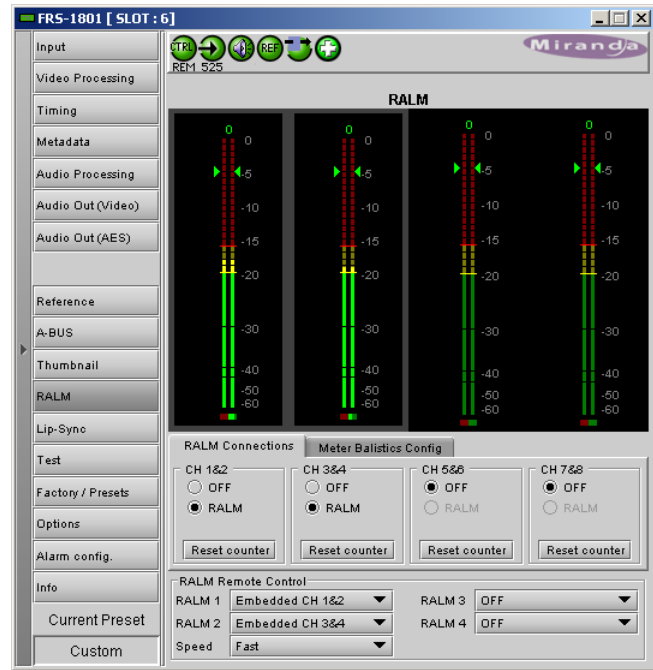 FRS-1801 [ SLOT : 6]
Input
Video Processing
Timing
Metadata
Audio Processing
Audio Out (Video)
Audio Out (AES)
Reference
A-BUS
Thumbnail
RALM
Lip-Sync
Test
Factory / Presets
Options
Alarm config.
Info
Current Preset
Custom
CTRL REF
REM 525
Miranda
RALM
0 0 0 0
0 0 0 0
-5 -5 -5 -5
-10 -10 -10 -10
-15 -15 -15 -15
-20 -20 -20 -20
-30 -30 -30 -30
-40 -40 -40 -40
-50 -50 -50 -50
-60 -60 -60 -60
RALM Connections Meter Balistics Config
CH 1&2 CH 3&4 CH 5&6 CH 7&8
OFF OFF OFF OFF
RALM RALM RALM RALM
Reset counter Reset counter Reset counter Reset counter
RALM Remote Control
RALM 1 Embedded CH 1&2 RALM 3 OFF
RALM 2 Embedded CH 3&4 RALM 4 OFF
Speed Fast